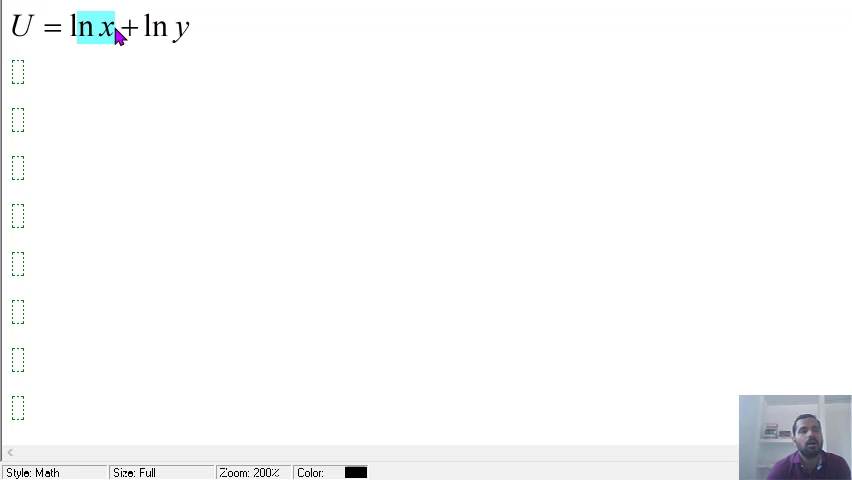 U = ln x + ln y
Style: Math Size: Full Zoom: 200% Color: